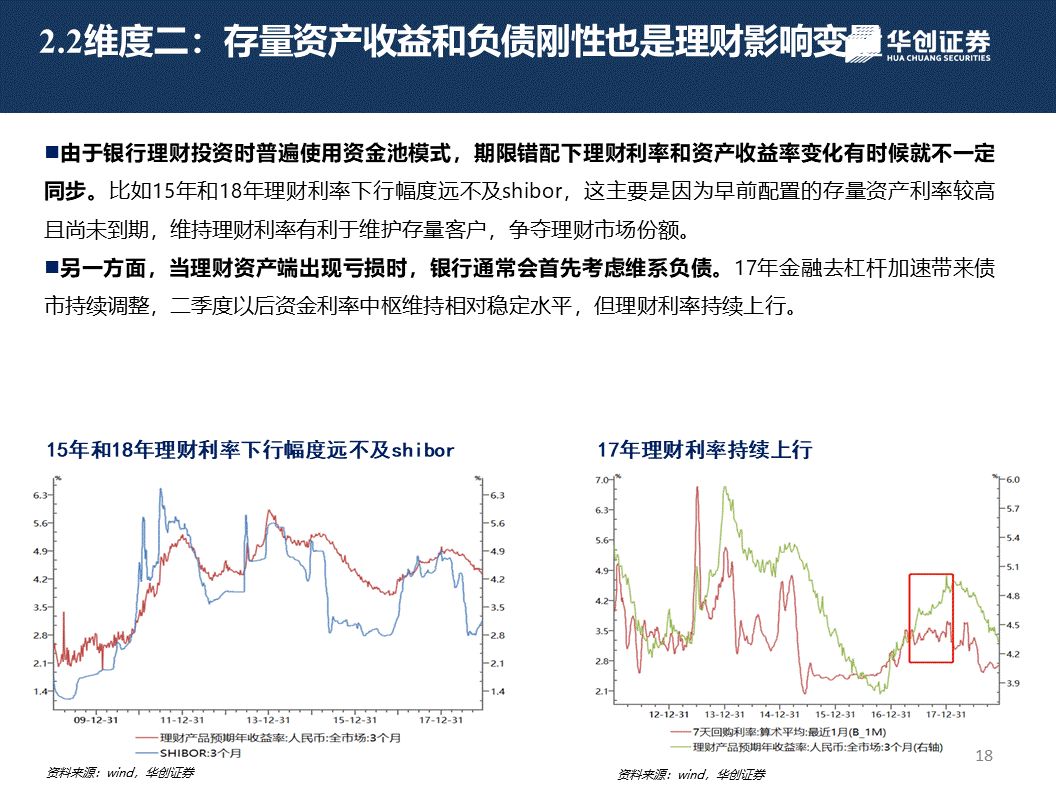 2.2维度二：存量资产收益和负债刚性也是理财影响变量
华创证券
HUA CHUANG SECURITIES
■由于银行理财投资时普遍使用资金池模式，期限错配下理财利率和资产收益率变化有时候就不一定
同步。比如15年和18年理财利率下行幅度远不及shibor，这主要是因为早前配置的存量资产利率较高
且尚未到期，维持理财利率有利于维护存量客户，争夺理财市场份额。
■另一方面，当理财资产端出现亏损时，银行通常会首先考虑维系负债。17年金融去杠杆加速带来债
市持续调整，二季度以后资金利率中枢维持相对稳定水平，但理财利率持续上行。
15年和18年理财利率下行幅度远不及shibor
% %
6.3 6.3
5.6 5.6
4.9 4.9
4.2 4.2
3.5 3.5
2.8 2.8
2.1 2.1
1.4 1.4
09-12-31 11-12-31 13-12-31 15-12-31 17-12-31
理财产品预期年收益率:人民币:全市场:3个月
SHIBOR:3个月
资料来源：wind，华创证券
17年理财利率持续上行
% %
7.0 6.0
6.3 5.7
5.6 5.4
4.9 5.1
4.2 4.8
3.5 4.5
2.8 4.2
2.1 3.9
12-12-31 13-12-31 14-12-31 15-12-31 16-12-31 17-12-31
7天回购利率:算术平均:最近1月(B_1M)
理财产品预期年收益率:人民币:全市场:3个月(右轴)
资料来源：wind，华创证券
18